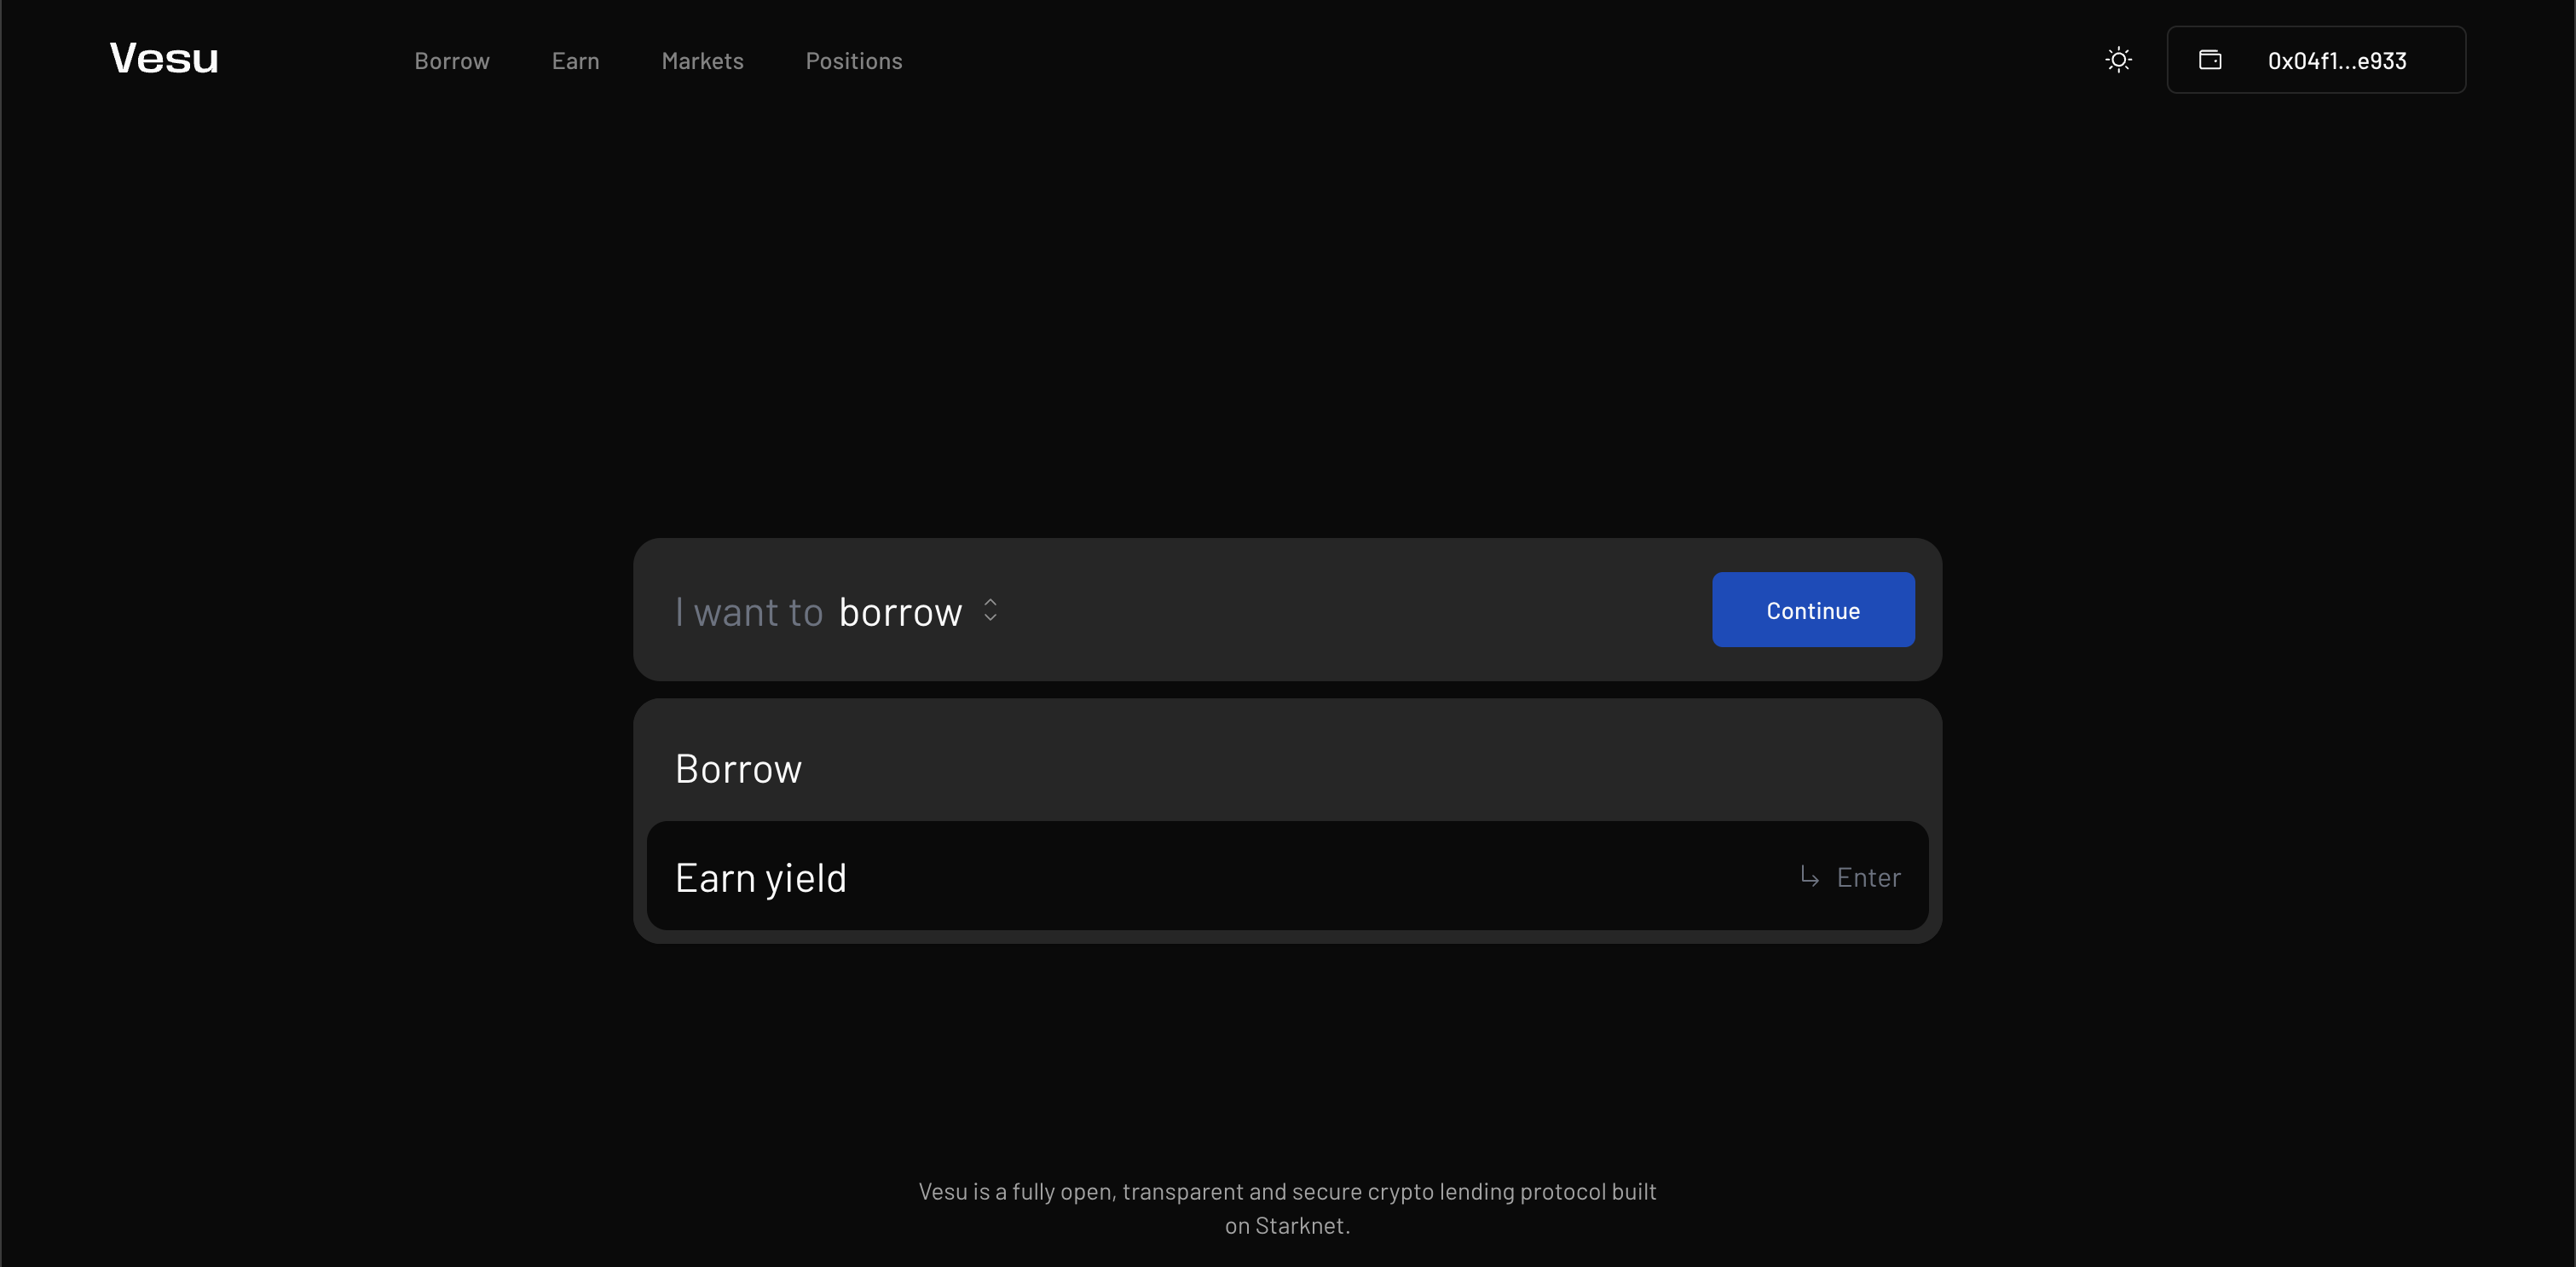 Vesu
Borrow
Earn
Markets
Positions
0x04f1...e933
I want to borrow
Continue
Borrow
Earn yield
Enter
Vesu is a fully open, transparent and secure crypto lending protocol built
on Starknet.